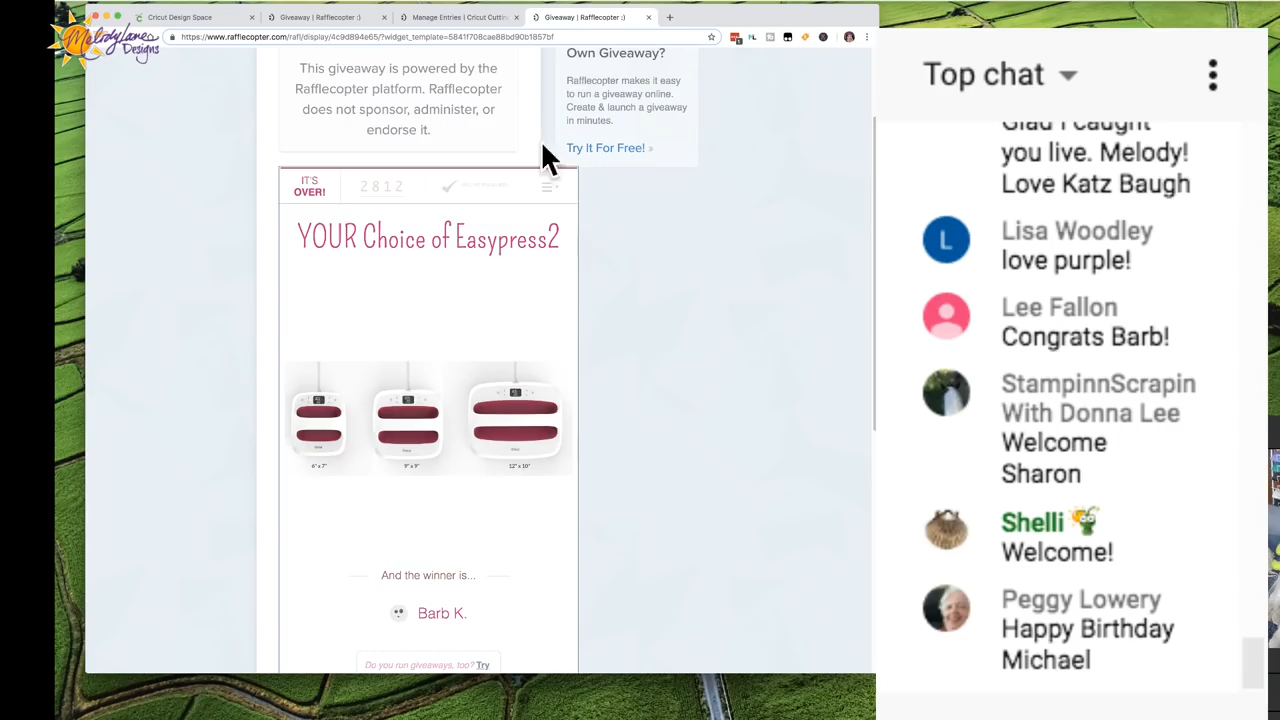 MelodyLane
Designs
Cricut Design Space
Giveaway | Rafflecopter :)
Manage Entries | Cricut Cuttin
Giveaway | Rafflecopter :)
https://www.rafflecopter.com/rafl/display/4c9d894e65/?widget_template=5841f708cae88bd90b1857bf
This giveaway is powered by the
Rafflecopter platform. Rafflecopter
does not sponsor, administer, or
endorse it.
Own Giveaway?
Rafflecopter makes it easy
to run a giveaway online.
Create & launch a giveaway
in minutes.
Try It For Free! »
IT'S
OVER!
2812
YOUR Choice of Easypress2
6" x 7"
9" x 9"
12" x 10"
And the winner is...
Barb K.
Do you run giveaways, too? Try
Top chat
Glad I caught
you live. Melody!
Love Katz Baugh
L
Lisa Woodley
love purple!
Lee Fallon
Congrats Barb!
StampinnScrapin
With Donna Lee
Welcome
Sharon
Shelli
Welcome!
Peggy Lowery
Happy Birthday
Michael